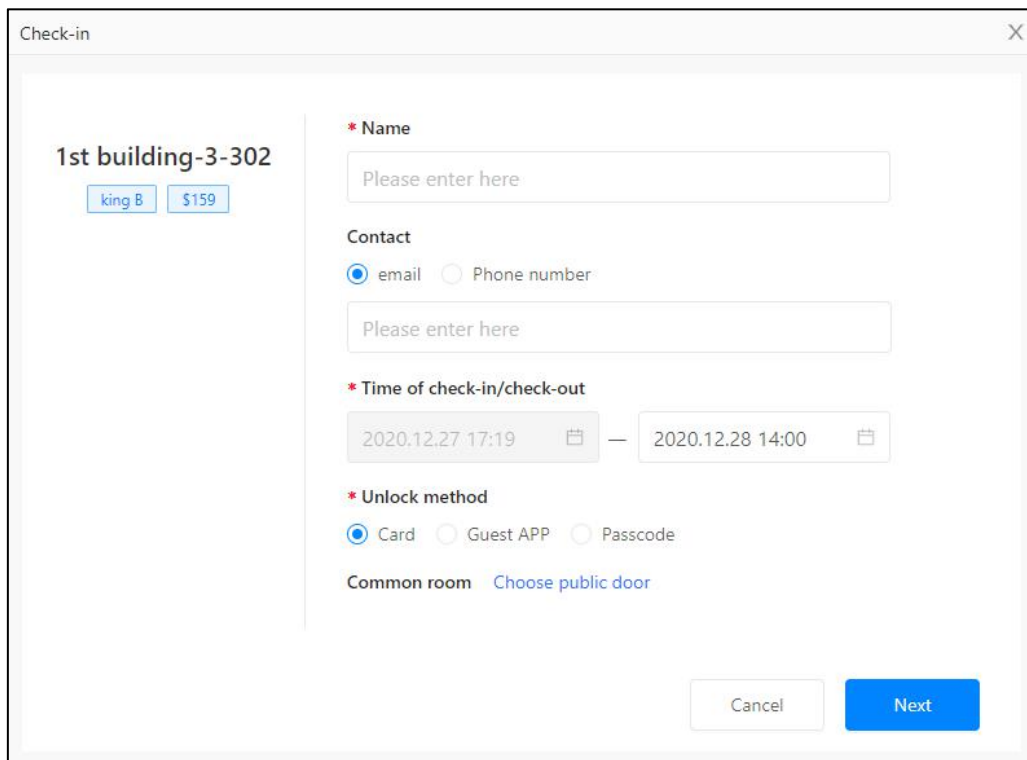 Check-in
X
1st building-3-302
king B $159
* Name
Please enter here
Contact
email Phone number
Please enter here
* Time of check-in/check-out
2020.12.27 17:19 — 2020.12.28 14:00
* Unlock method
Card Guest APP Passcode
Common room Choose public door
Cancel Next